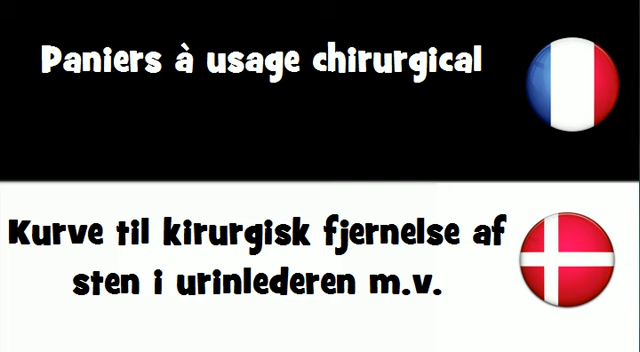 Paniers à usage chirurgical
Kurve til kirurgisk fjernelse af
sten i urinlederen m.v.